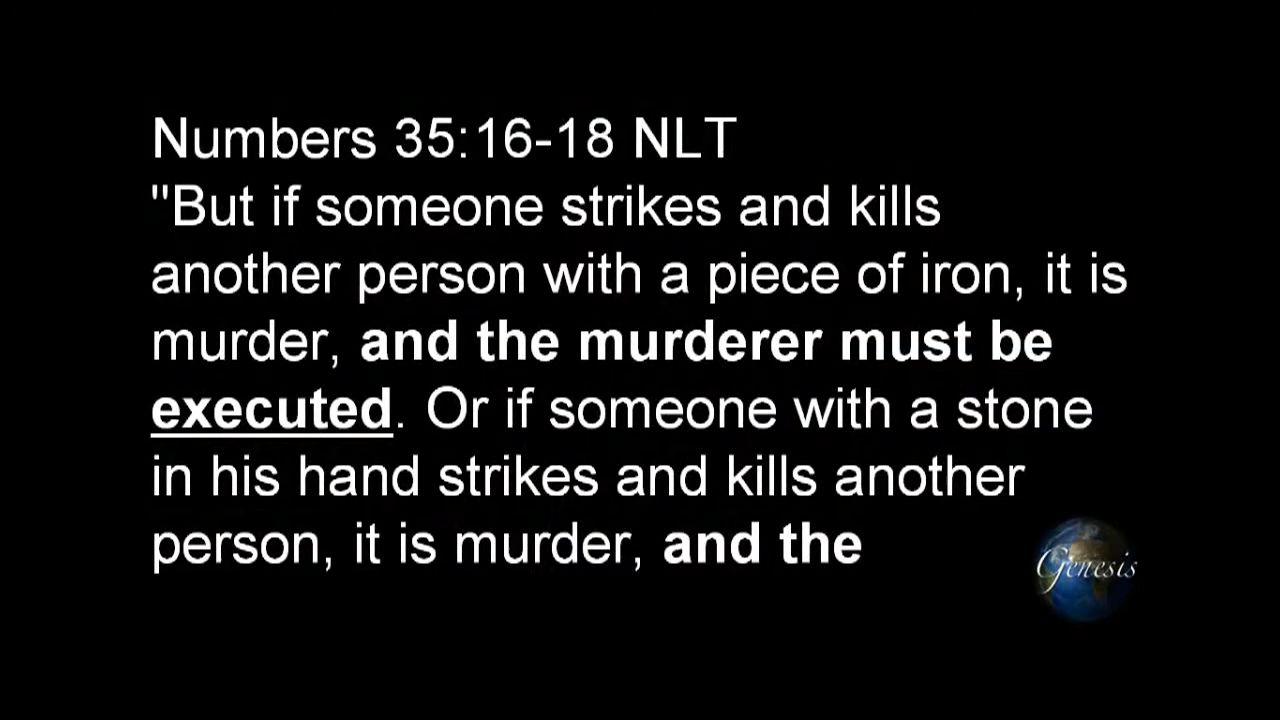 Numbers 35:16-18 NLT
"But if someone strikes and kills
another person with a piece of iron, it is
murder, and the murderer must be
executed. Or if someone with a stone
in his hand strikes and kills another
person, it is murder, and the
Genesis